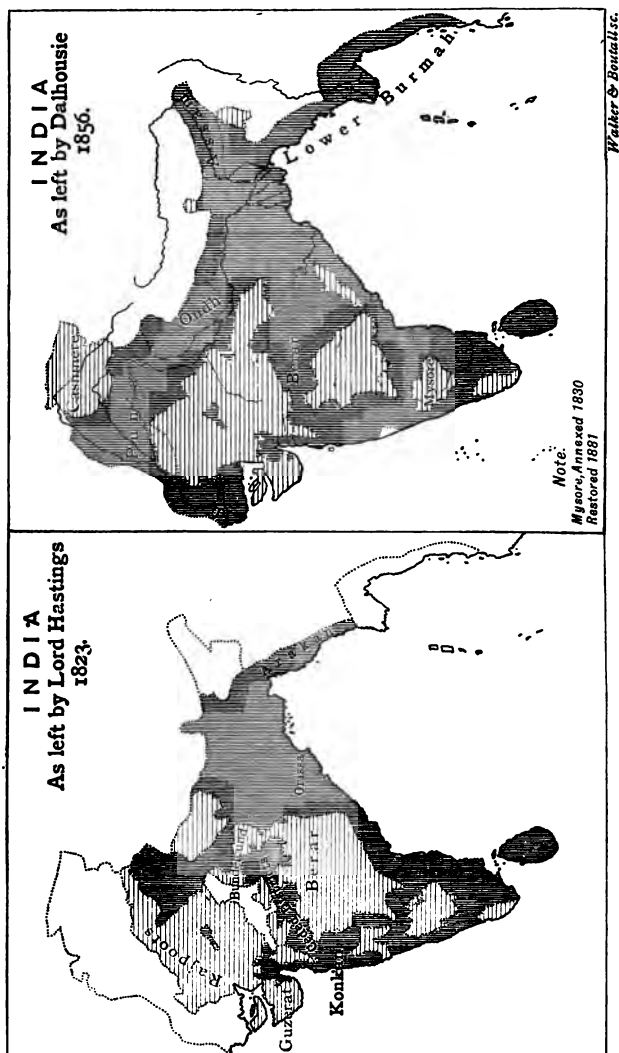 INDIA
As left by Lord Hastings
1823.
Rajpoots
Berar
Orissa
Guzerat
INDIA
As left by Dalhousie
1856.
Cashmere
Oudh
Assam
Lower Burmah
Berar
Mysore
Note.
Mysore, Annexed 1830
Restored 1881
Walker & Boutall sc.